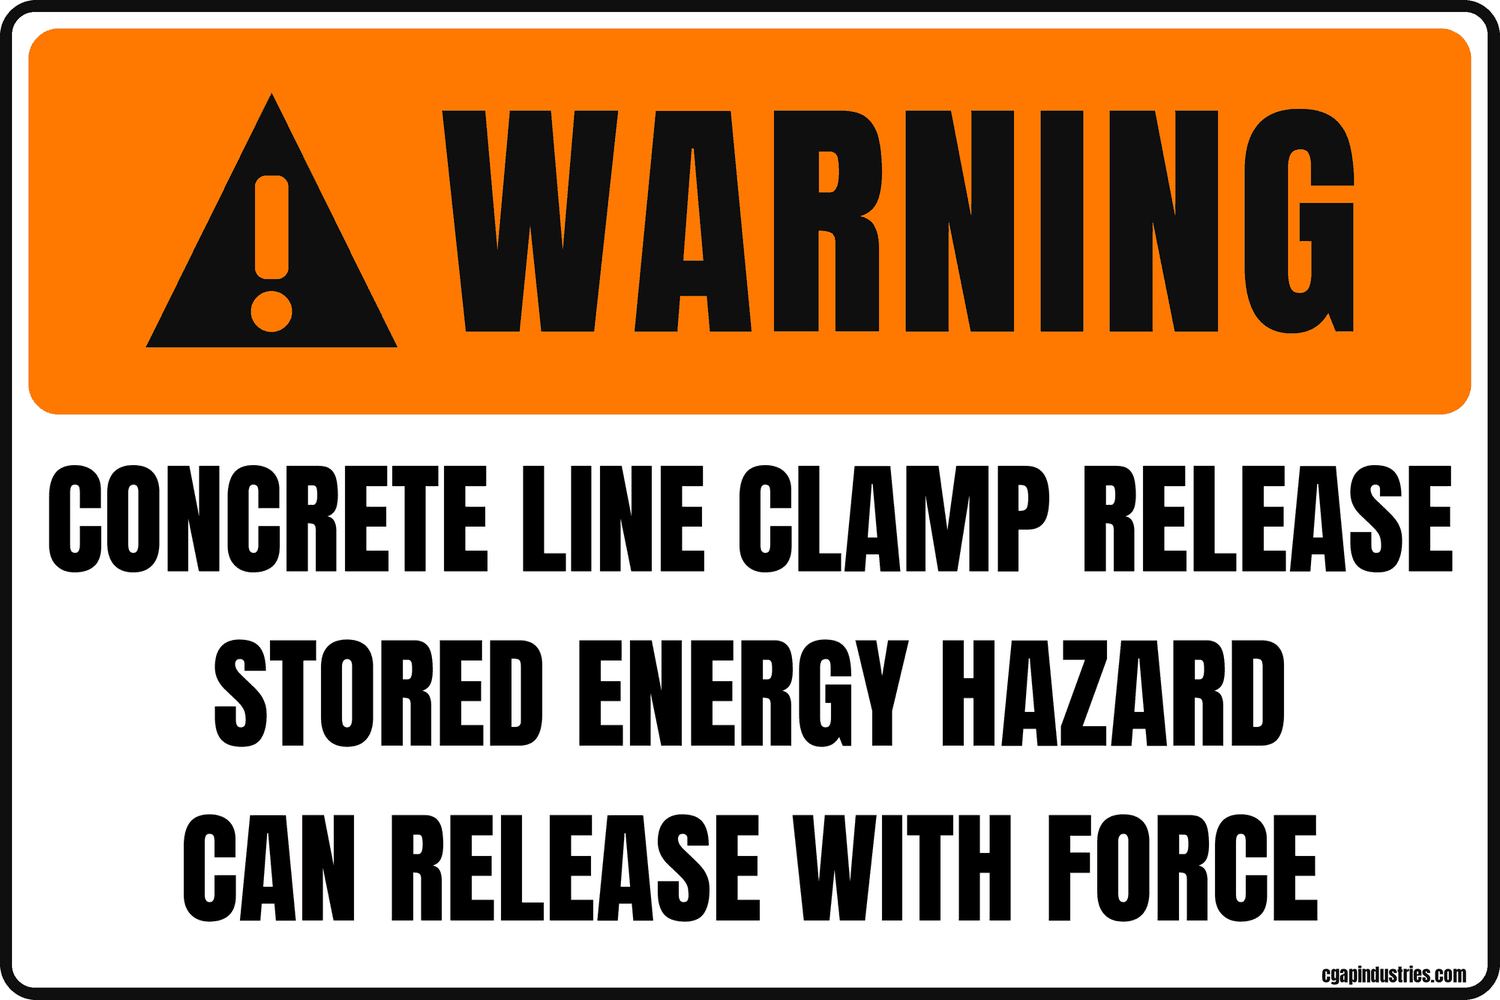 WARNING
CONCRETE LINE CLAMP RELEASE
STORED ENERGY HAZARD
CAN RELEASE WITH FORCE
cgapindustries.com